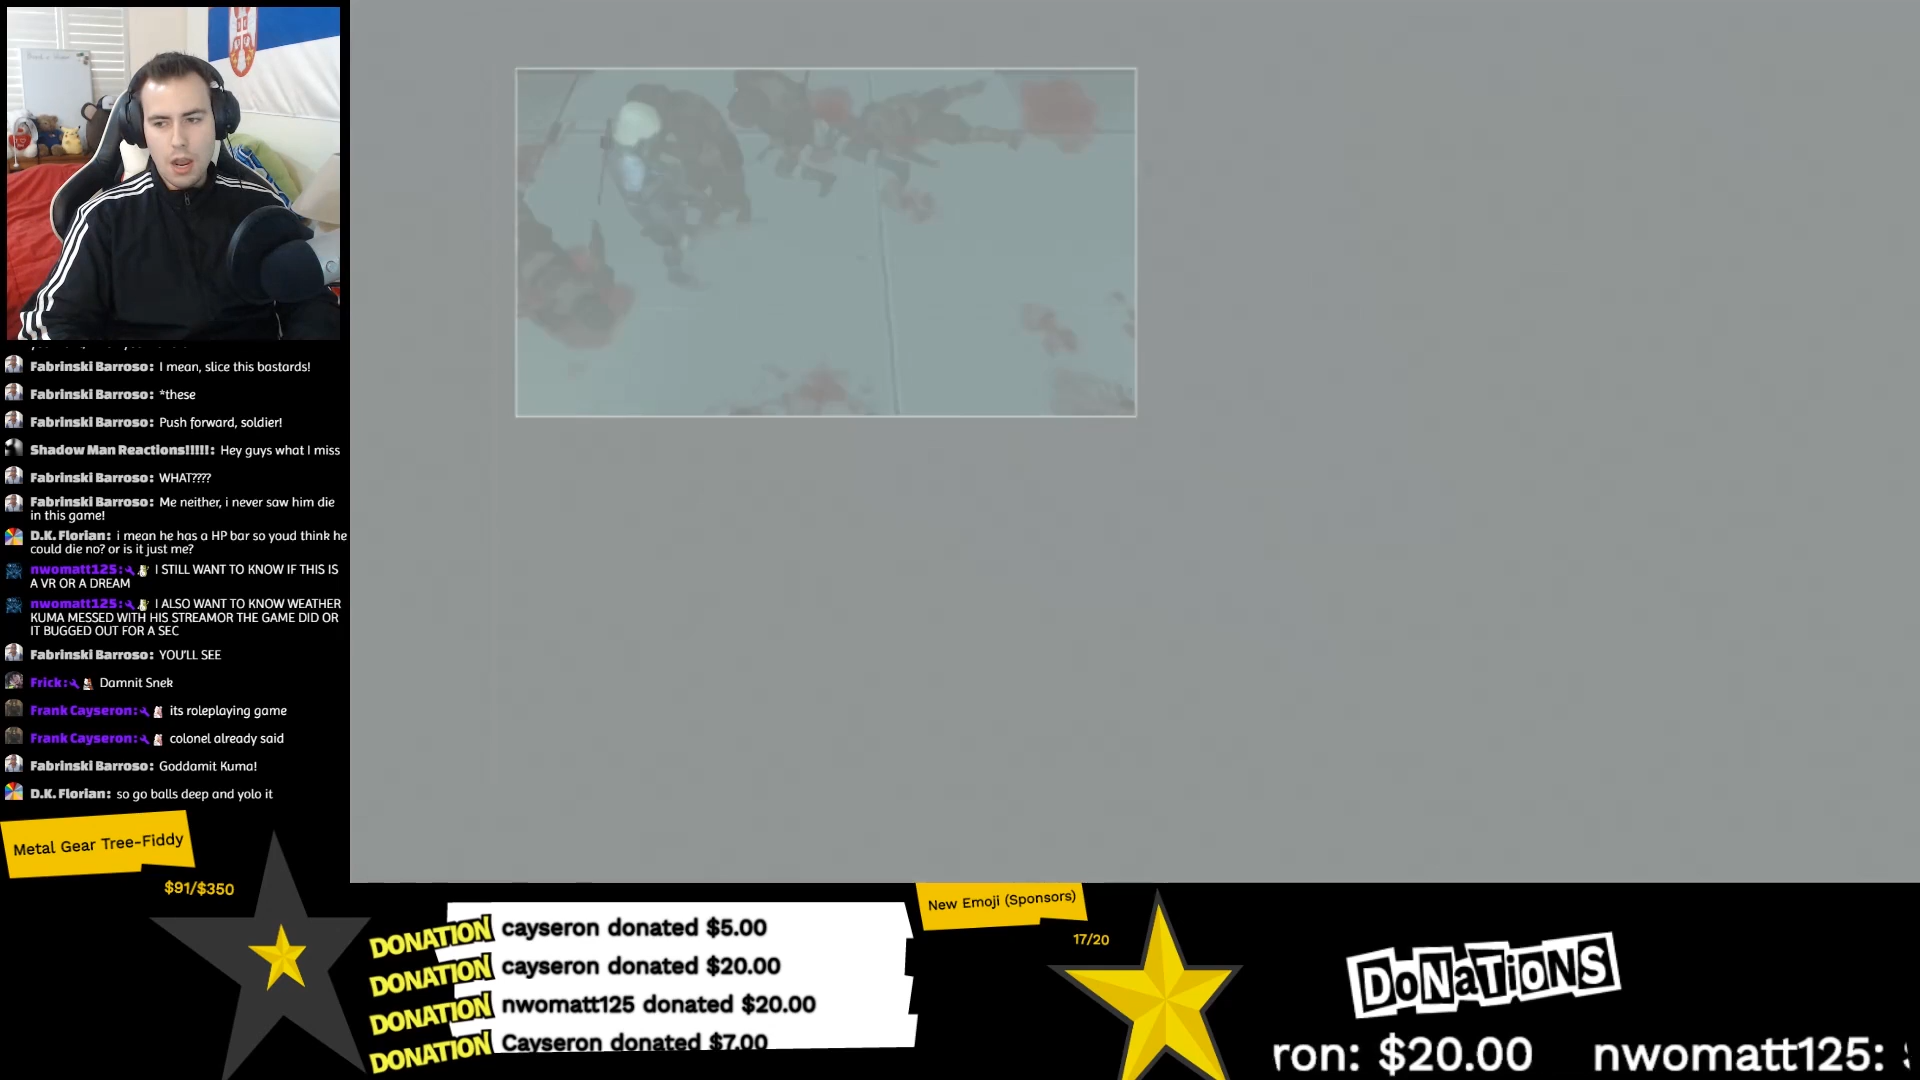 Fabrinski Barroso: I mean, slice this bastards!
Fabrinski Barroso: *these
Fabrinski Barroso: Push forward, soldier!
Shadow Man Reactions!!!!!: Hey guys what I miss
Fabrinski Barroso: WHAT????
Fabrinski Barroso: Me neither, i never saw him die
in this game!
D.K. Florian: i mean he has a HP bar so youd think he
could die no? or is it just me?
nwomatt125: I STILL WANT TO KNOW IF THIS IS
A VR OR A DREAM
nwomatt125: I ALSO WANT TO KNOW WEATHER
KUMA MESSED WITH HIS STREAMOR THE GAME DID OR
IT BUGGED OUT FOR A SEC
Fabrinski Barroso: YOU'LL SEE
Frick: Damnit Snek
Frank Cayseron: its roleplaying game
Frank Cayseron: colonel already said
Fabrinski Barroso: Goddamit Kuma!
D.K. Florian: so go balls deep and yolo it
Metal Gear Tree-Fiddy
$91/$350
DONATION cayseron donated $5.00
DONATION cayseron donated $20.00
DONATION nwomatt125 donated $20.00
DONATION Cayseron donated $7.00
New Emoji (Sponsors)
17/20
DoNaTioNS
ron: $20.00 nwomatt125: